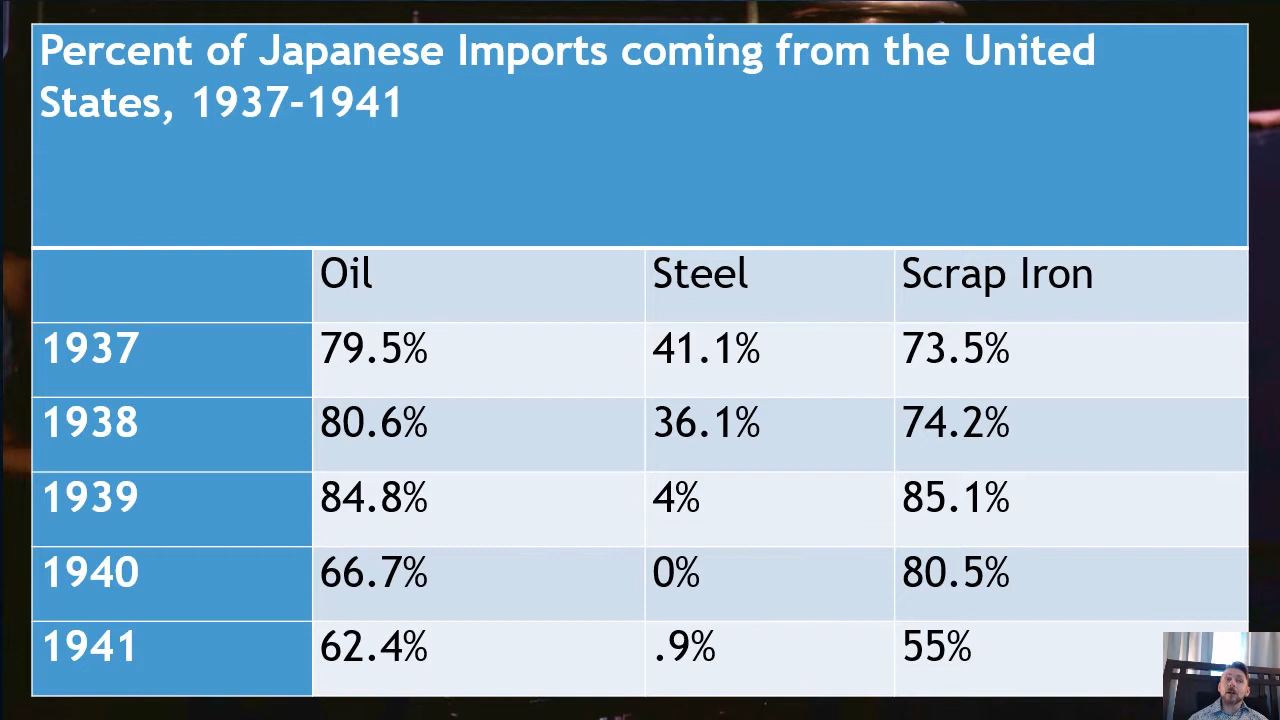 Percent of Japanese Imports coming from the United
States, 1937-1941
Oil Steel Scrap Iron
1937 79.5% 41.1% 73.5%
1938 80.6% 36.1% 74.2%
1939 84.8% 4% 85.1%
1940 66.7% 0% 80.5%
1941 62.4% .9% 55%